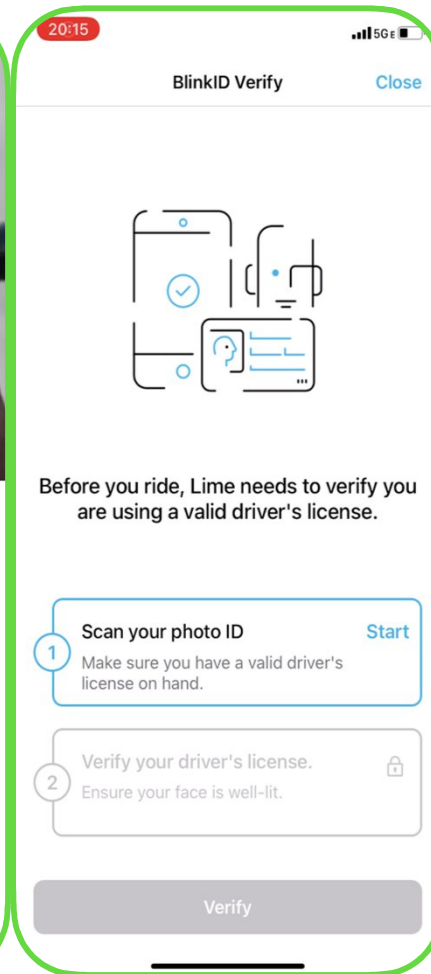 20:15
5G E
BlinkID Verify
Close
Before you ride, Lime needs to verify you
are using a valid driver's license.
1
Scan your photo ID
Start
Make sure you have a valid driver's
license on hand.
2
Verify your driver's license.
Ensure your face is well-lit.
Verify